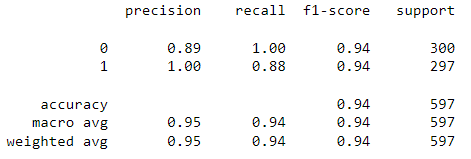 precision recall f1-score support
0 0.89 1.00 0.94 300
1 1.00 0.88 0.94 297
accuracy 0.94 597
macro avg 0.95 0.94 0.94 597
weighted avg 0.95 0.94 0.94 597